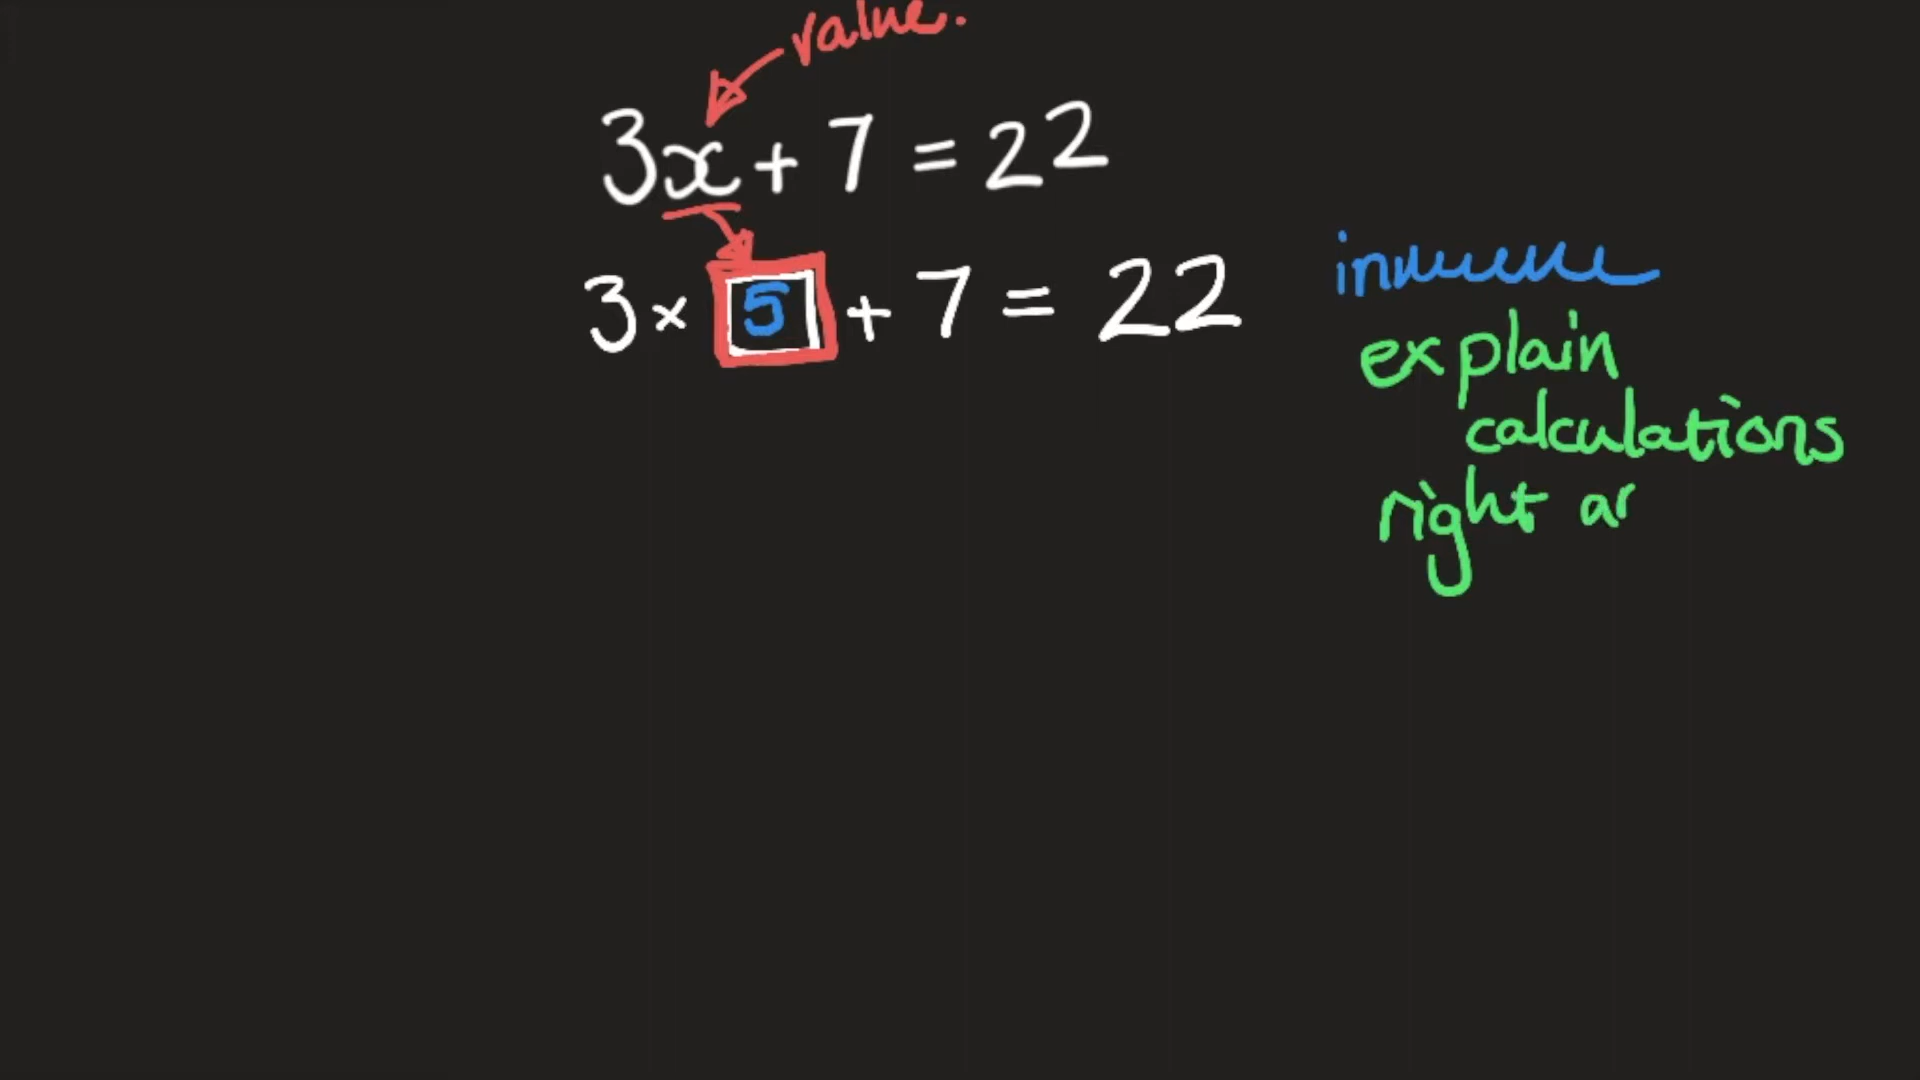 value.
3x + 7 = 22
3 × 5 + 7 = 22
explain
calculations
right ar